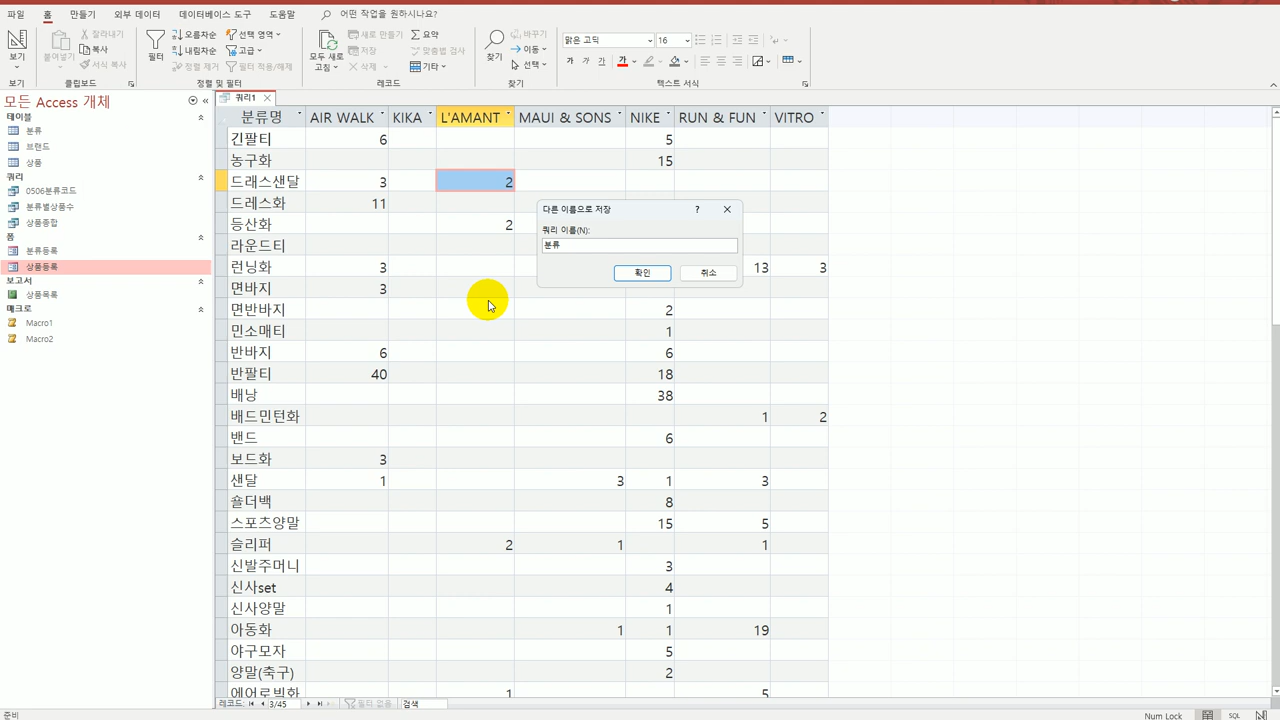 파일 홈 만들기 외부 데이터 데이터베이스 도구 도움말 어떤 작업을 원하시나요?
보기 붙여넣기 잘라내기 복사 서식 복사 클립보드
필터 오름차순 내림차순 정렬 제거 선택 영역 고급 필터 적용/해제 정렬 및 필터
모두 새로 고침 새로 만들기 저장 삭제 요약 맞춤법 검사 기타 레코드
찾기 바꾸기 이동 선택 찾기
맑은 고딕 16 가 가 가 가 텍스트 서식
모든 Access 개체
테이블
분류
브랜드
상품
쿼리
0506분류코드
분류별상품수
상품종합
폼
분류등록
상품등록
보고서
상품목록
매크로
Macro1
Macro2
쿼리1
분류명 AIR WALK KIKA L'AMANT MAUI & SONS NIKE RUN & FUN VITRO
긴팔티 6 5
농구화 15
드래스샌달 3 2
드레스화 11
등산화 2
라운드티
런닝화 3 13 3
면바지 3
면반바지 2
민소매티 1
반바지 6 6
반팔티 40 18
배낭 38
배드민턴화 1 2
밴드 6
보드화 3
샌달 1 3 1 3
숄더백 8
스포츠양말 15 5
슬리퍼 2 1 1
신발주머니 3
신사set 4
신사양말 1
아동화 1 1 19
야구모자 5
양말(축구) 2
에어로빅화 1 5
다른 이름으로 저장 ?
쿼리 이름(N):
분류
확인 취소
레코드: 3/45 필터 없음 검색
준비 Num Lock SQL